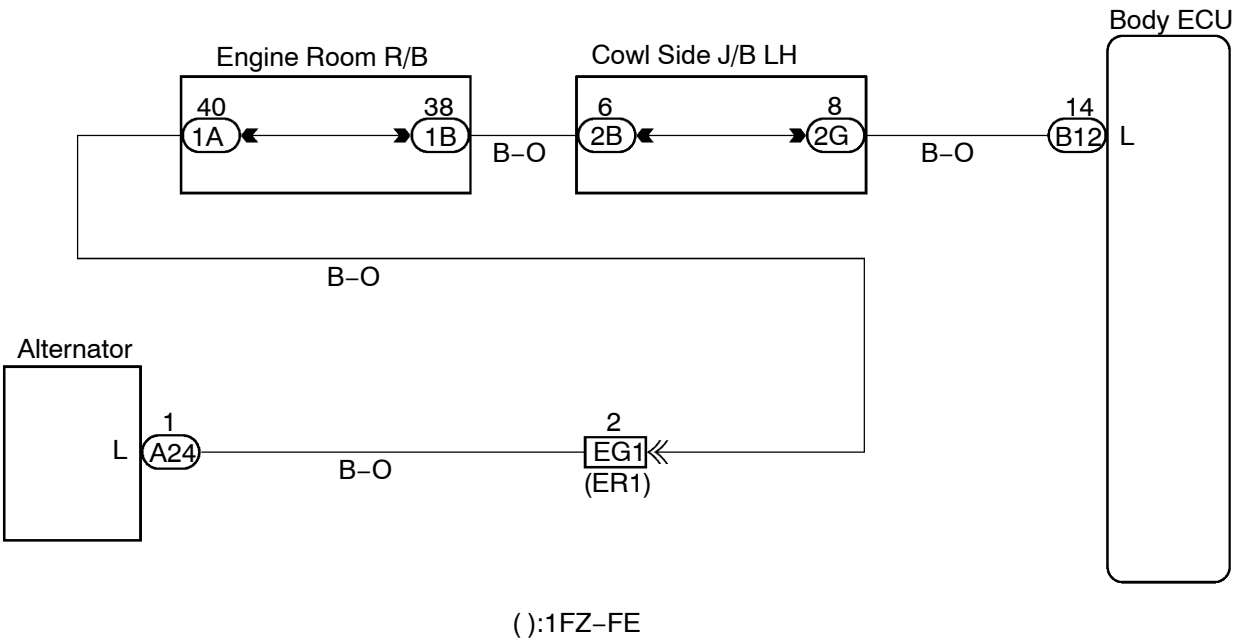 Body ECU
Engine Room R/B
Cowl Side J/B LH
40
38
6
8
14
1A
1B
2B
2G
B12
L
B–O
B–O
B–O
Alternator
1
2
L
A24
EG1
B–O
(ER1)
( ):1FZ–FE